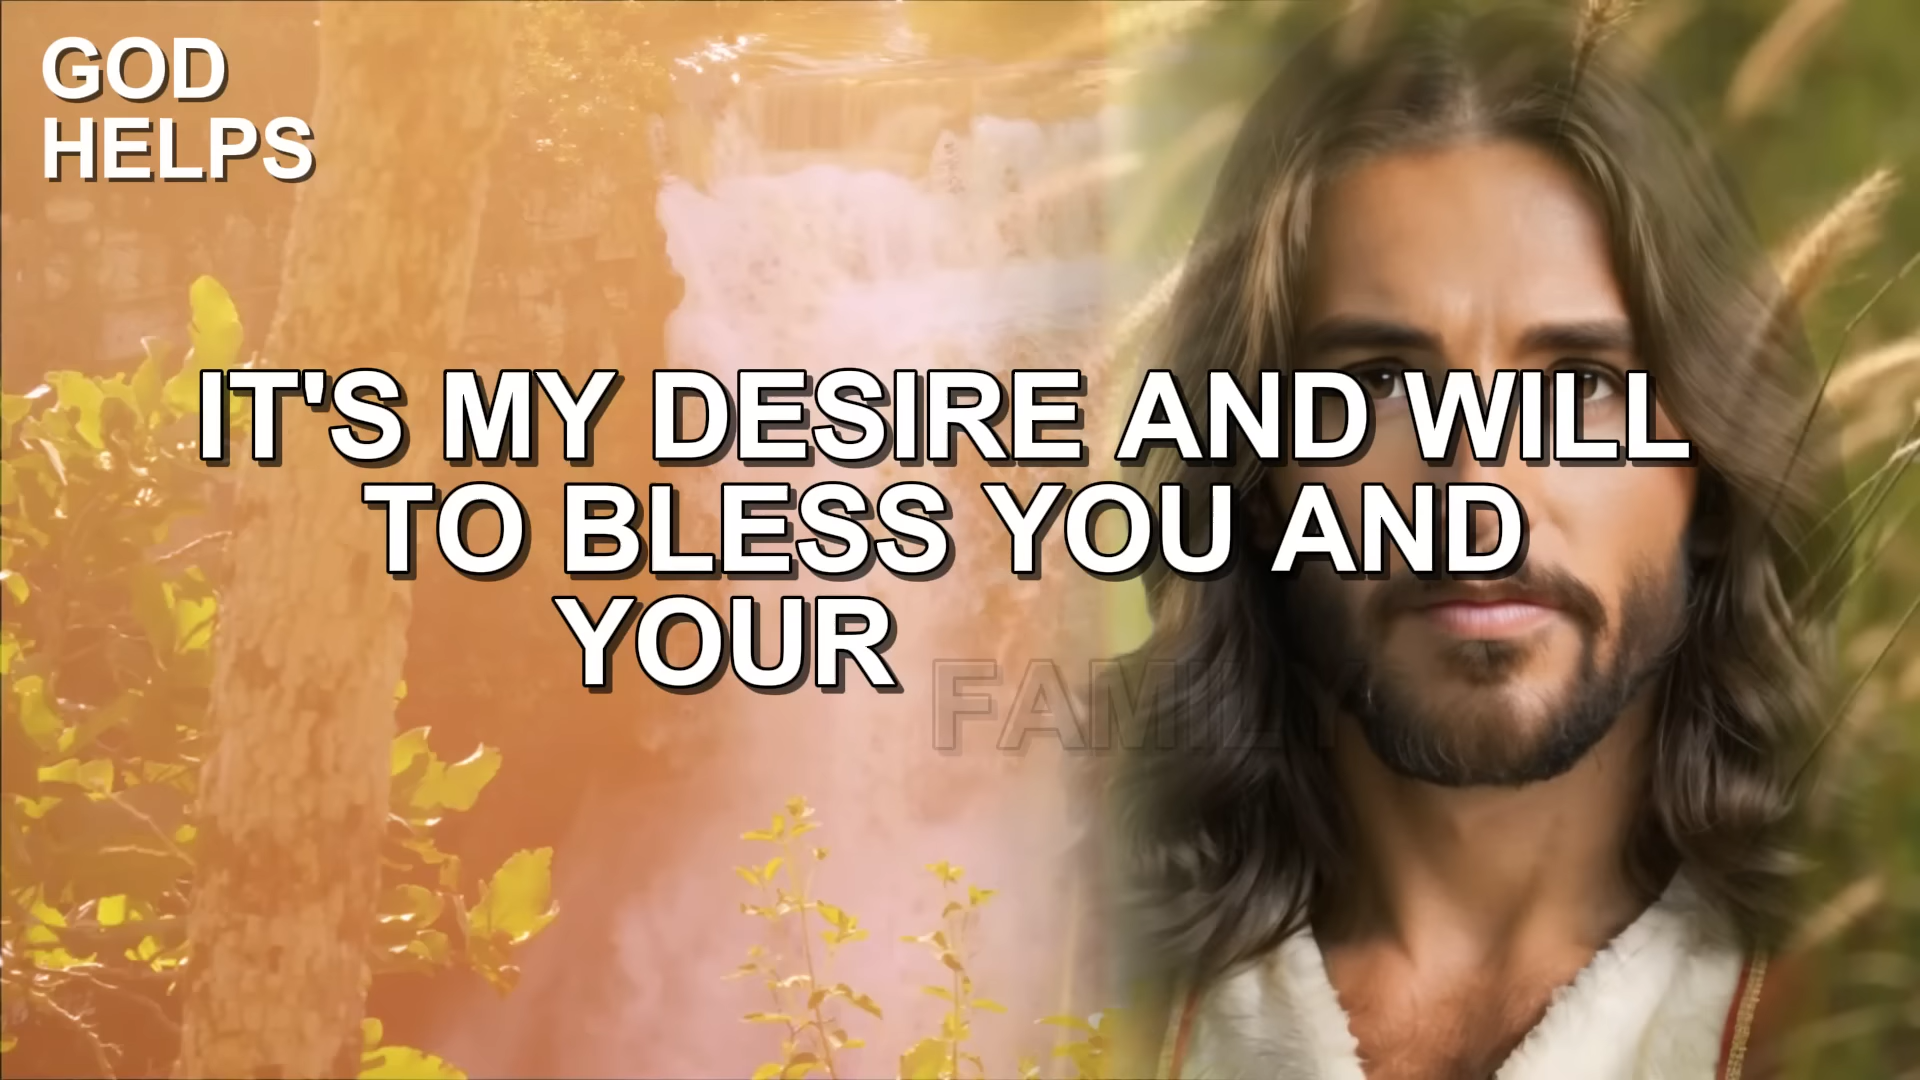 GOD
HELPS
IT'S MY DESIRE AND WILL
TO BLESS YOU AND
YOUR FAMILY